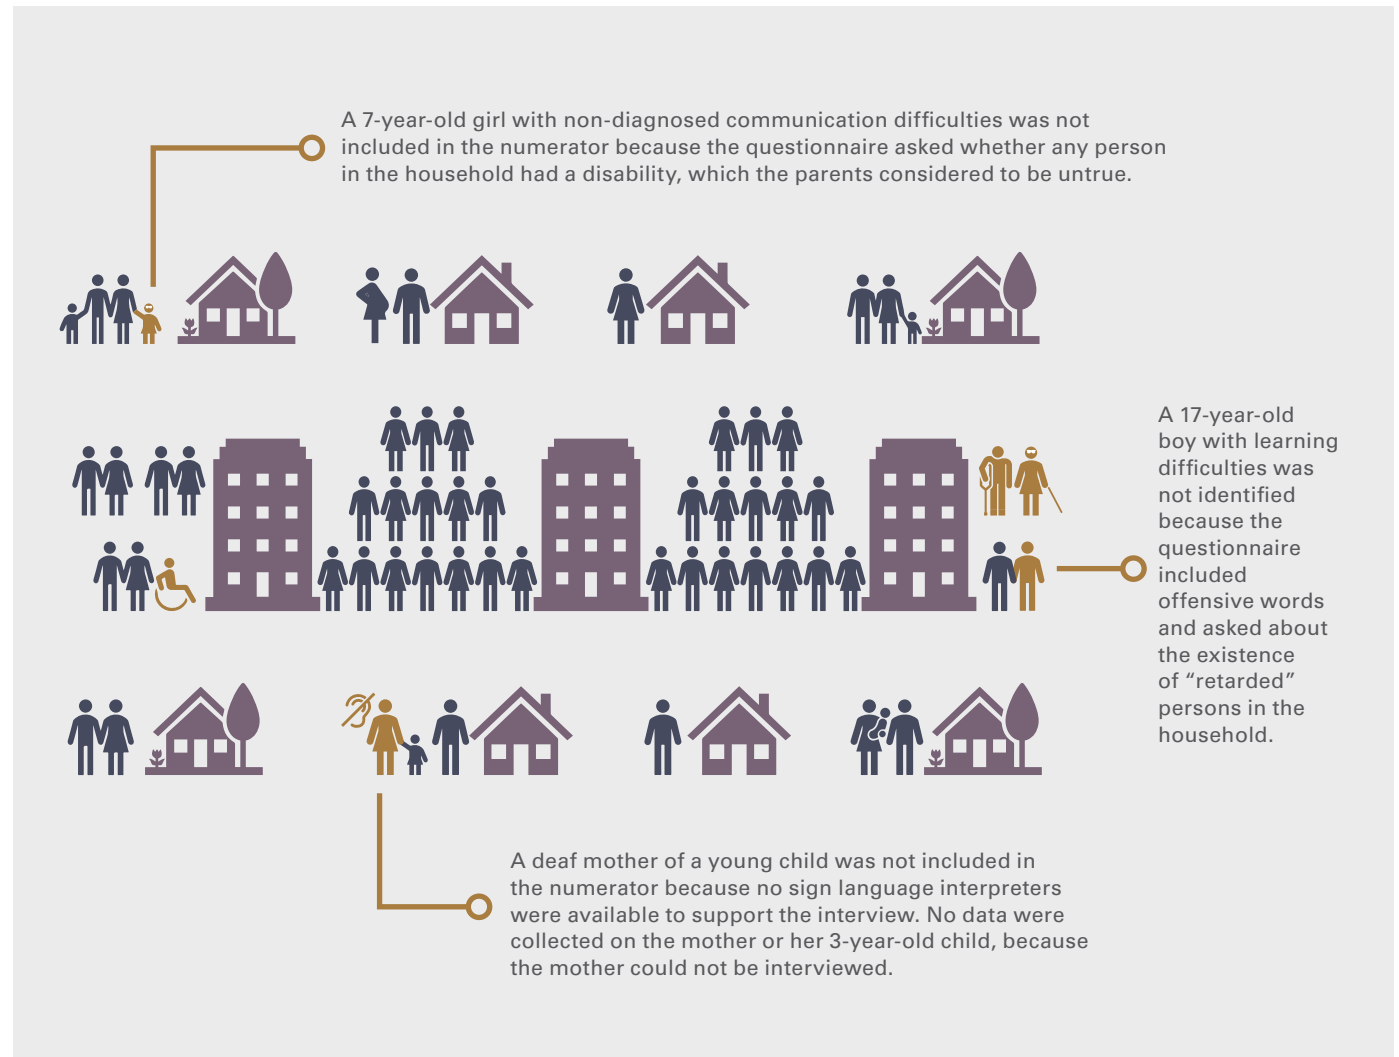 A 7-year-old girl with non-diagnosed communication difficulties was not
included in the numerator because the questionnaire asked whether any person
in the household had a disability, which the parents considered to be untrue.
A 17-year-old
boy with learning
difficulties was
not identified
because the
questionnaire
included
offensive words
and asked about
the existence
of “retarded”
persons in the
household.
A deaf mother of a young child was not included in
the numerator because no sign language interpreters
were available to support the interview. No data were
collected on the mother or her 3-year-old child, because
the mother could not be interviewed.